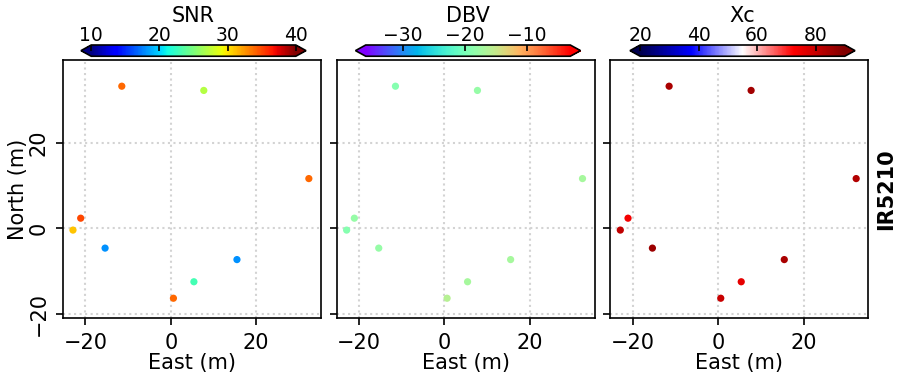 SNR DBV Xc
10 20 30 40 −30 −20 −10 20 40 60 80
North (m)
20
0
−20
IR5210
−20 0 20 −20 0 20 −20 0 20
East (m) East (m) East (m)